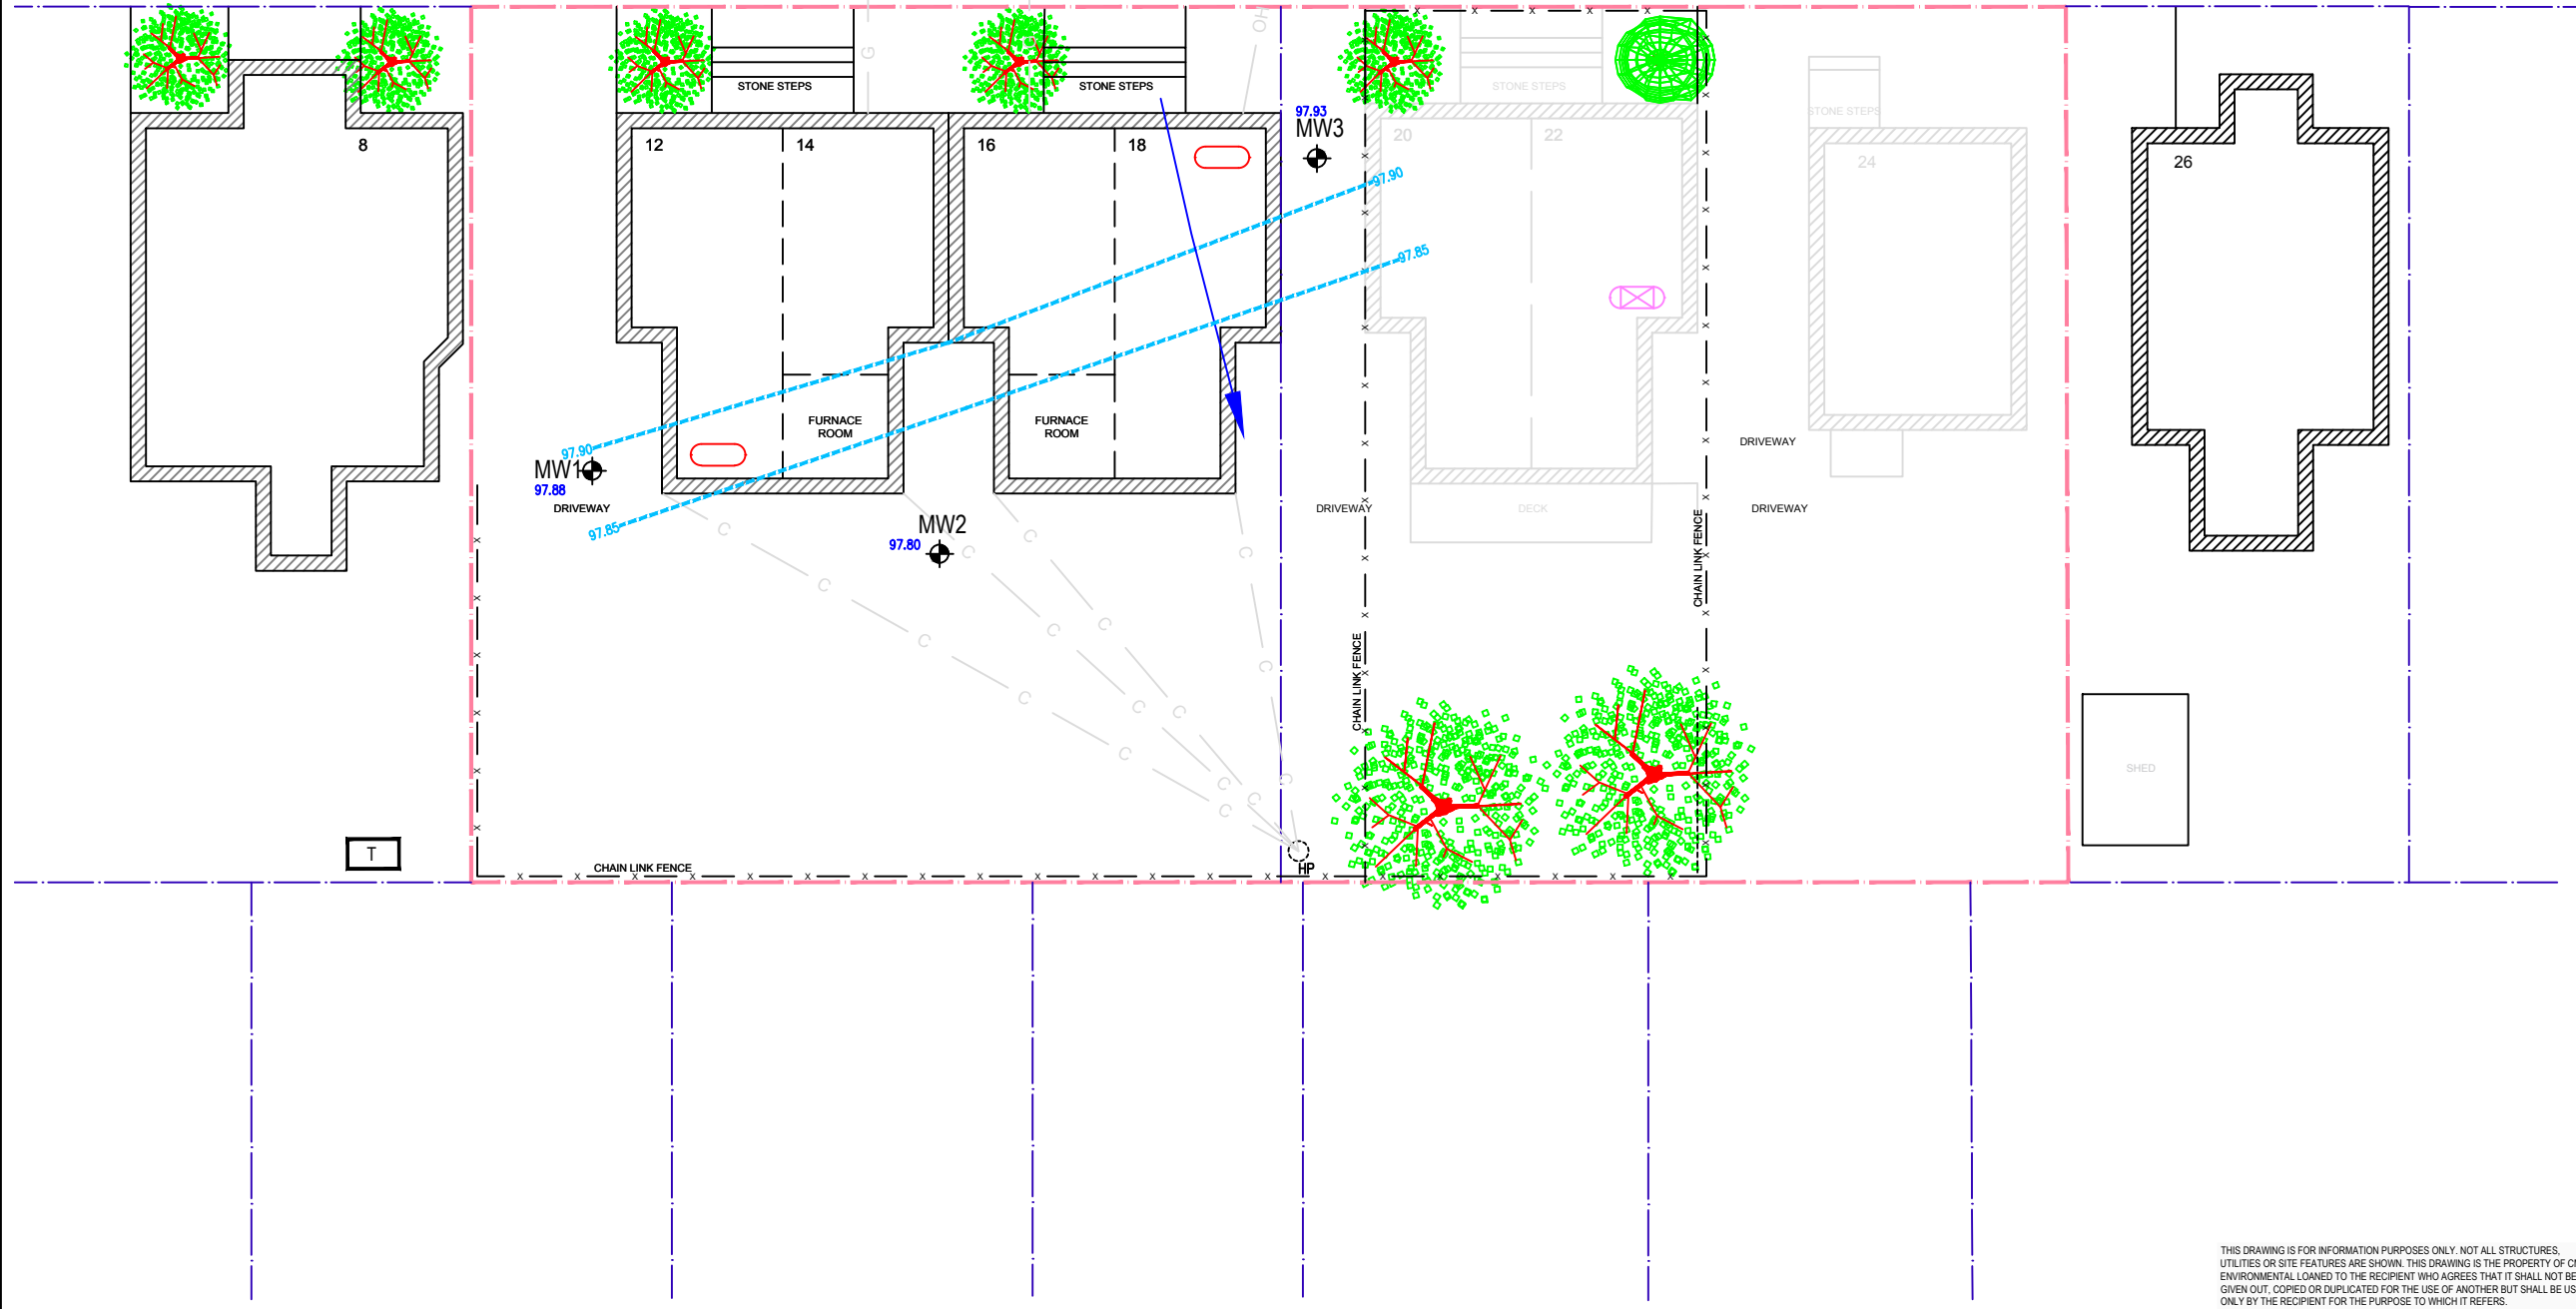 G
OH
STONE STEPS
STONE STEPS
STONE STEPS
STONE STEPS
97.93
MW3
8
12
14
16
18
20
22
24
26
97.90
97.85
FURNACE
ROOM
FURNACE
ROOM
DRIVEWAY
97.90
MW1
97.88
DRIVEWAY
97.85
MW2
97.80
DRIVEWAY
DECK
DRIVEWAY
CHAIN LINK FENCE
CHAIN LINK FENCE
C C C C C C
C C C C
C C C C
C C C
SHED
T
CHAIN LINK FENCE
HP
THIS DRAWING IS FOR INFORMATION PURPOSES ONLY. NOT ALL STRUCTURES,
UTILITIES OR SITE FEATURES ARE SHOWN. THIS DRAWING IS THE PROPERTY OF
ENVIRONMENTAL LOANED TO THE RECIPIENT WHO AGREES THAT IT SHALL NOT BE
GIVEN OUT, COPIED OR DUPLICATED FOR THE USE OF ANOTHER BUT SHALL BE
ONLY BY THE RECIPIENT FOR THE PURPOSE TO WHICH IT REFERS.